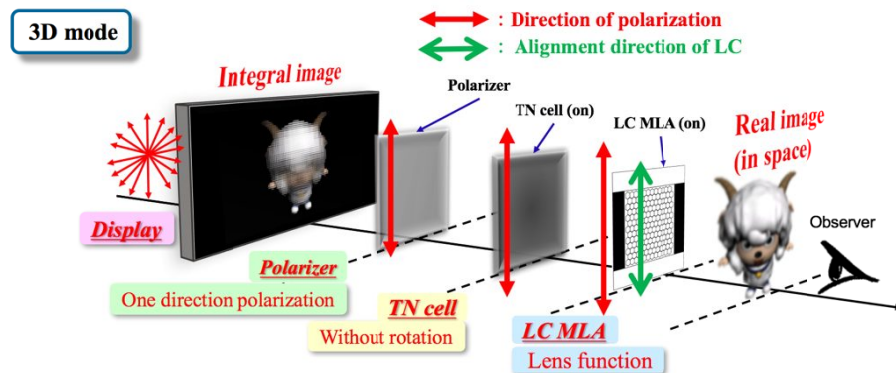 3D mode
: Direction of polarization
: Alignment direction of LC
Integral image
Polarizer
TN cell (on)
LC MLA (on)
Real image
(in space)
Observer
Display
Polarizer
One direction polarization
TN cell
Without rotation
LC MLA
Lens function